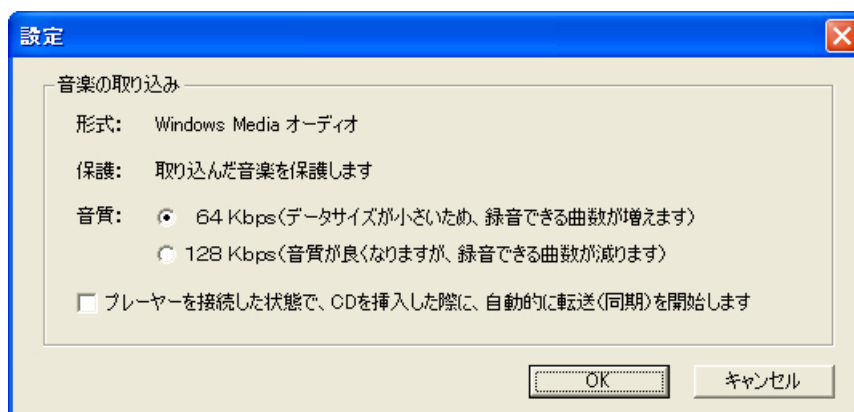 設定
音楽の取り込み
形式: Windows Media オーディオ
保護: 取り込んだ音楽を保護します
音質: 64 Kbps(データサイズが小さいため、録音できる曲数が増えます)
128 Kbps(音質が良くなりますが、録音できる曲数が減ります)
プレーヤーを接続した状態で、CDを挿入した際に、自動的に転送(同期)を開始します
OK キャンセル